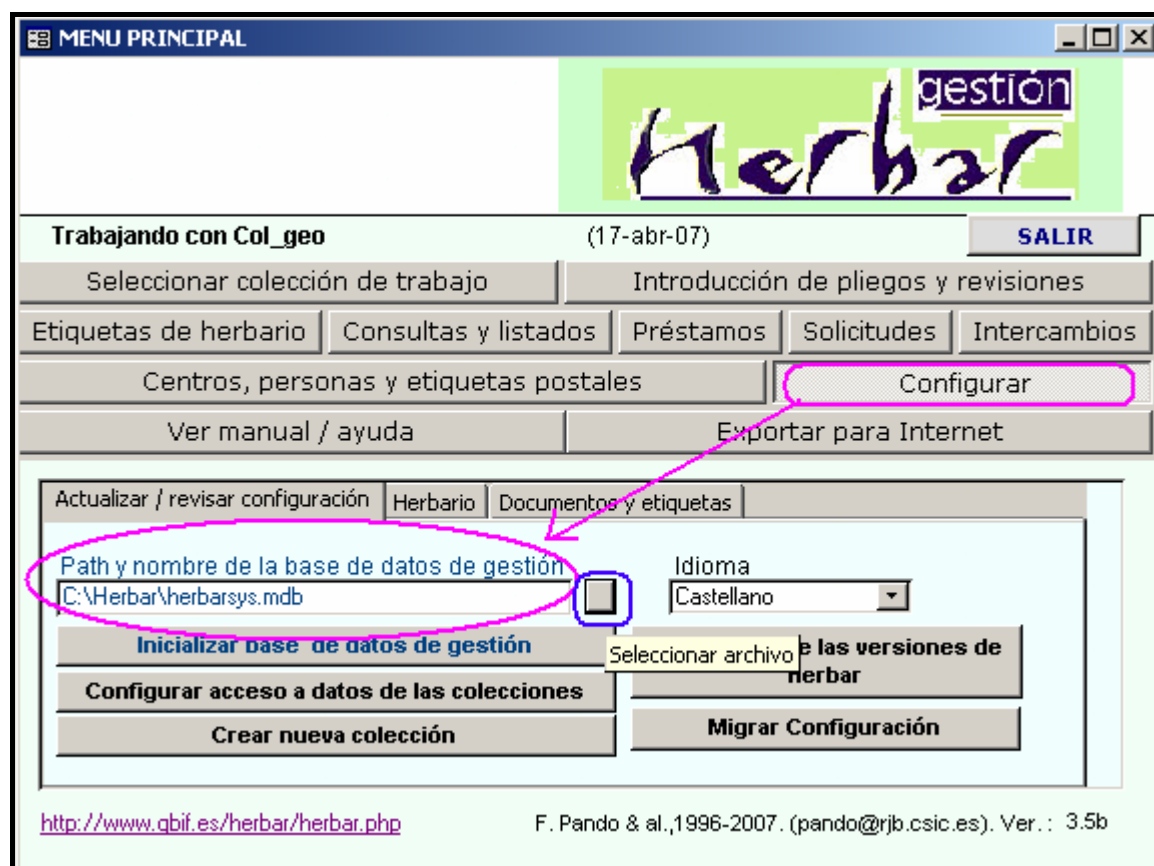 MENU PRINCIPAL
gestión
Herbar
Trabajando con Col_geo (17-abr-07) SALIR
Seleccionar colección de trabajo Introducción de pliegos y revisiones
Etiquetas de herbario Consultas y listados Préstamos Solicitudes Intercambios
Centros, personas y etiquetas postales Configurar
Ver manual / ayuda Exportar para Internet
Actualizar / revisar configuración Herbario Documentos y etiquetas
Path y nombre de la base de datos de gestión Idioma
C:\Herbar\herbarsys.mdb Castellano
Inicializar base de datos de gestión
Seleccionar archivo e las versiones de
Herbar
Configurar acceso a datos de las colecciones
Crear nueva colección Migrar Configuración
http://www.gbif.es/herbar/herbar.php F. Pando & al.,1996-2007. (pando@rjb.csic.es). Ver. : 3.5b